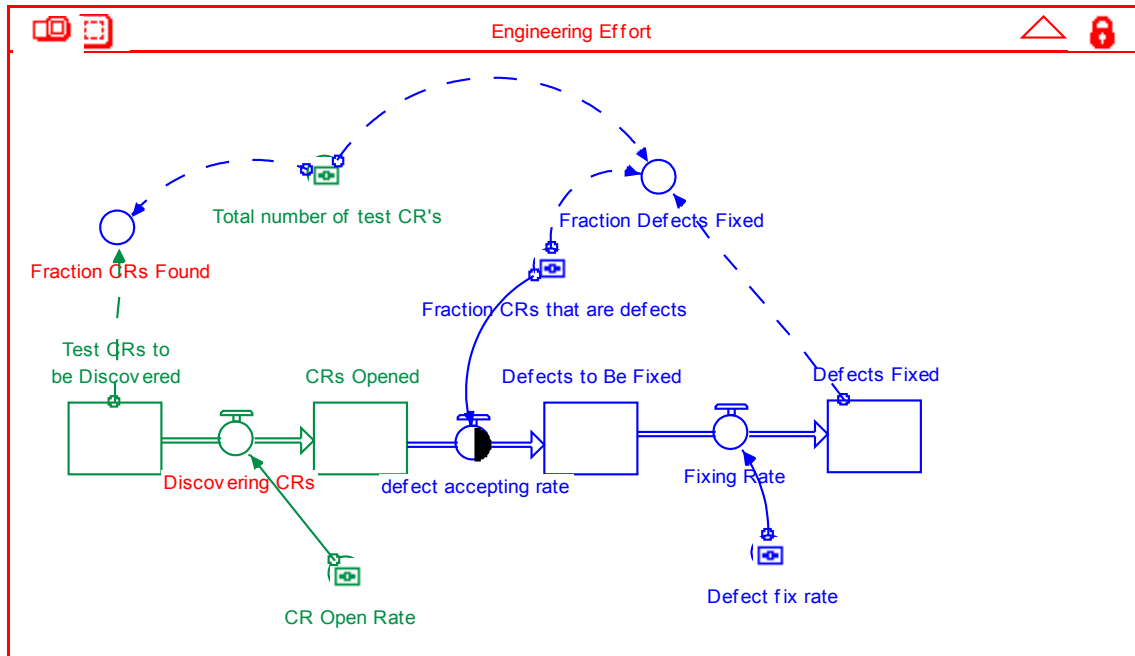 Engineering Effort
Total number of test CR's
Fraction Defects Fixed
Fraction CRs Found
Fraction CRs that are defects
Test CRs to
be Discovered
CRs Opened
Defects to Be Fixed
Defects Fixed
Discovering CRs
defect accepting rate
Fixing Rate
CR Open Rate
Defect fix rate